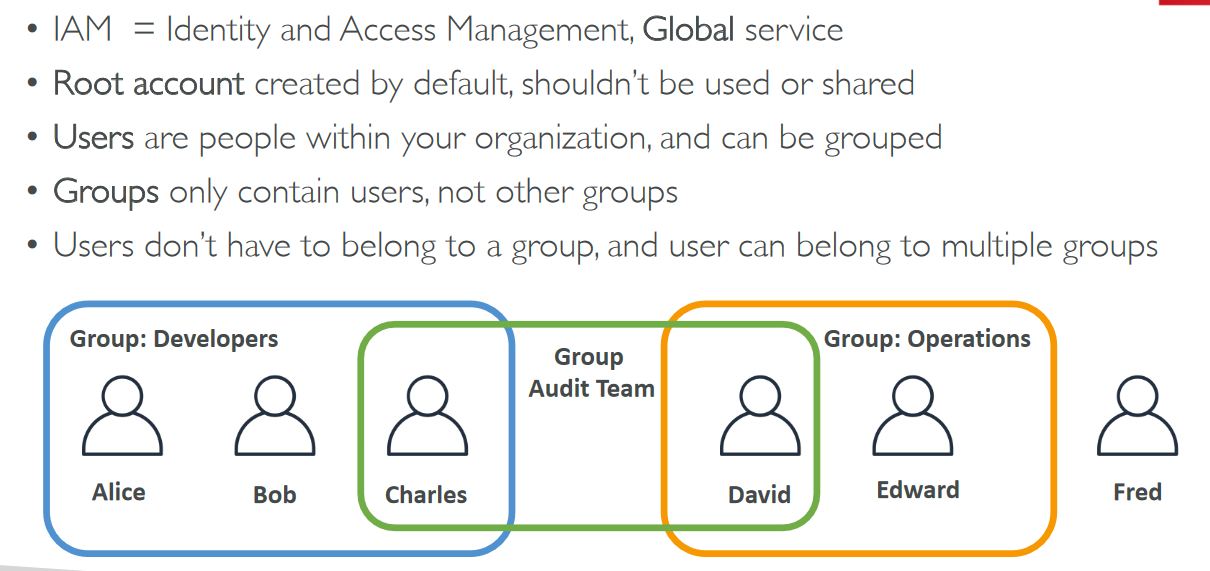 • IAM = Identity and Access Management, Global service
• Root account created by default, shouldn't be used or shared
• Users are people within your organization, and can be grouped
• Groups only contain users, not other groups
• Users don't have to belong to a group, and user can belong to multiple groups
Group: Developers
Group
Audit Team
Group: Operations
Alice
Bob
Charles
David
Edward
Fred